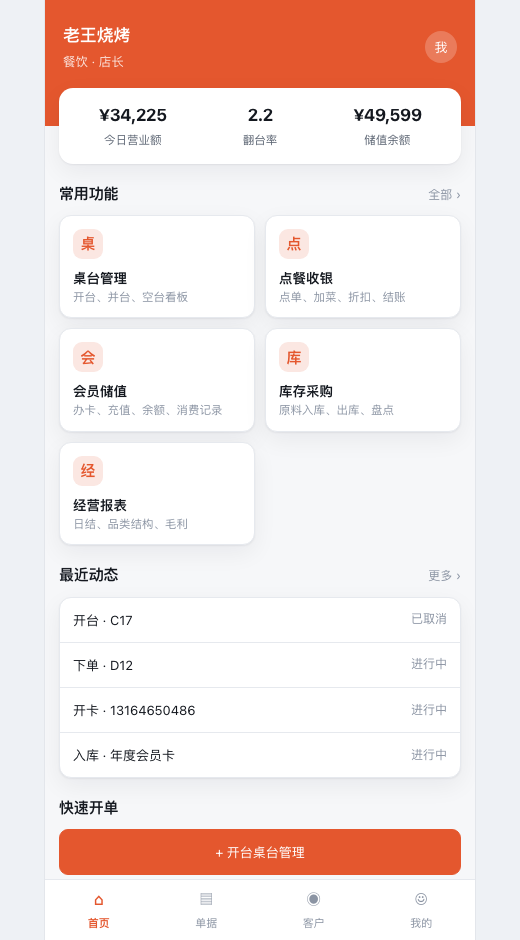 老王烧烤
餐饮 · 店长
我
¥34,225
今日营业额
2.2
翻台率
¥49,599
储值余额
常用功能
全部 ›
桌
桌台管理
开台、并台、空台看板
点
点餐收银
点单、加菜、折扣、结账
会
会员储值
办卡、充值、余额、消费记录
库
库存采购
原料入库、出库、盘点
经
经营报表
日结、品类结构、毛利
最近动态
更多 ›
开台 · C17
已取消
下单 · D12
进行中
开卡 · 13164650486
进行中
入库 · 年度会员卡
进行中
快速开单
+ 开台桌台管理
首页
单据
客户
我的